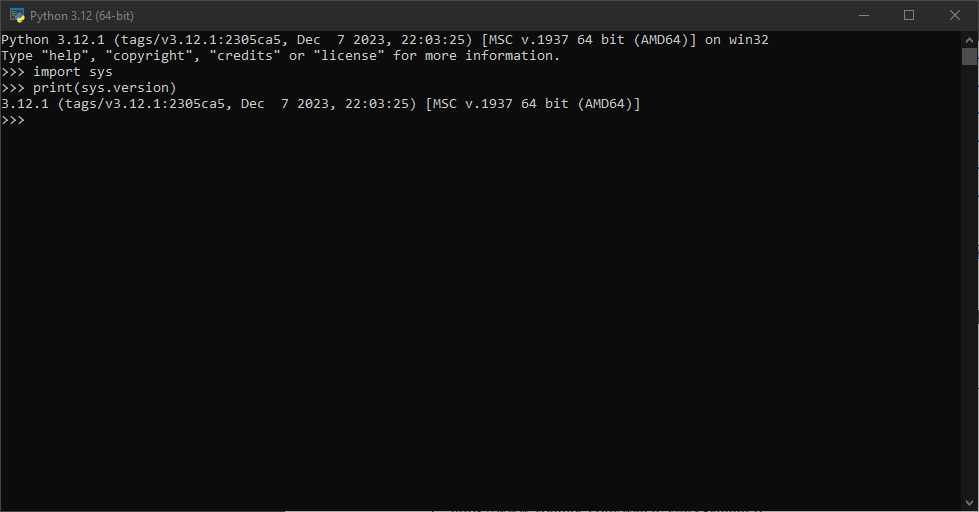 Python 3.12 (64-bit)
Python 3.12.1 (tags/v3.12.1:2305ca5, Dec  7 2023, 22:03:25) [MSC v.1937 64 bit (AMD64)] on win32
Type "help", "copyright", "credits" or "license" for more information.
>>> import sys
>>> print(sys.version)
3.12.1 (tags/v3.12.1:2305ca5, Dec  7 2023, 22:03:25) [MSC v.1937 64 bit (AMD64)]
>>>